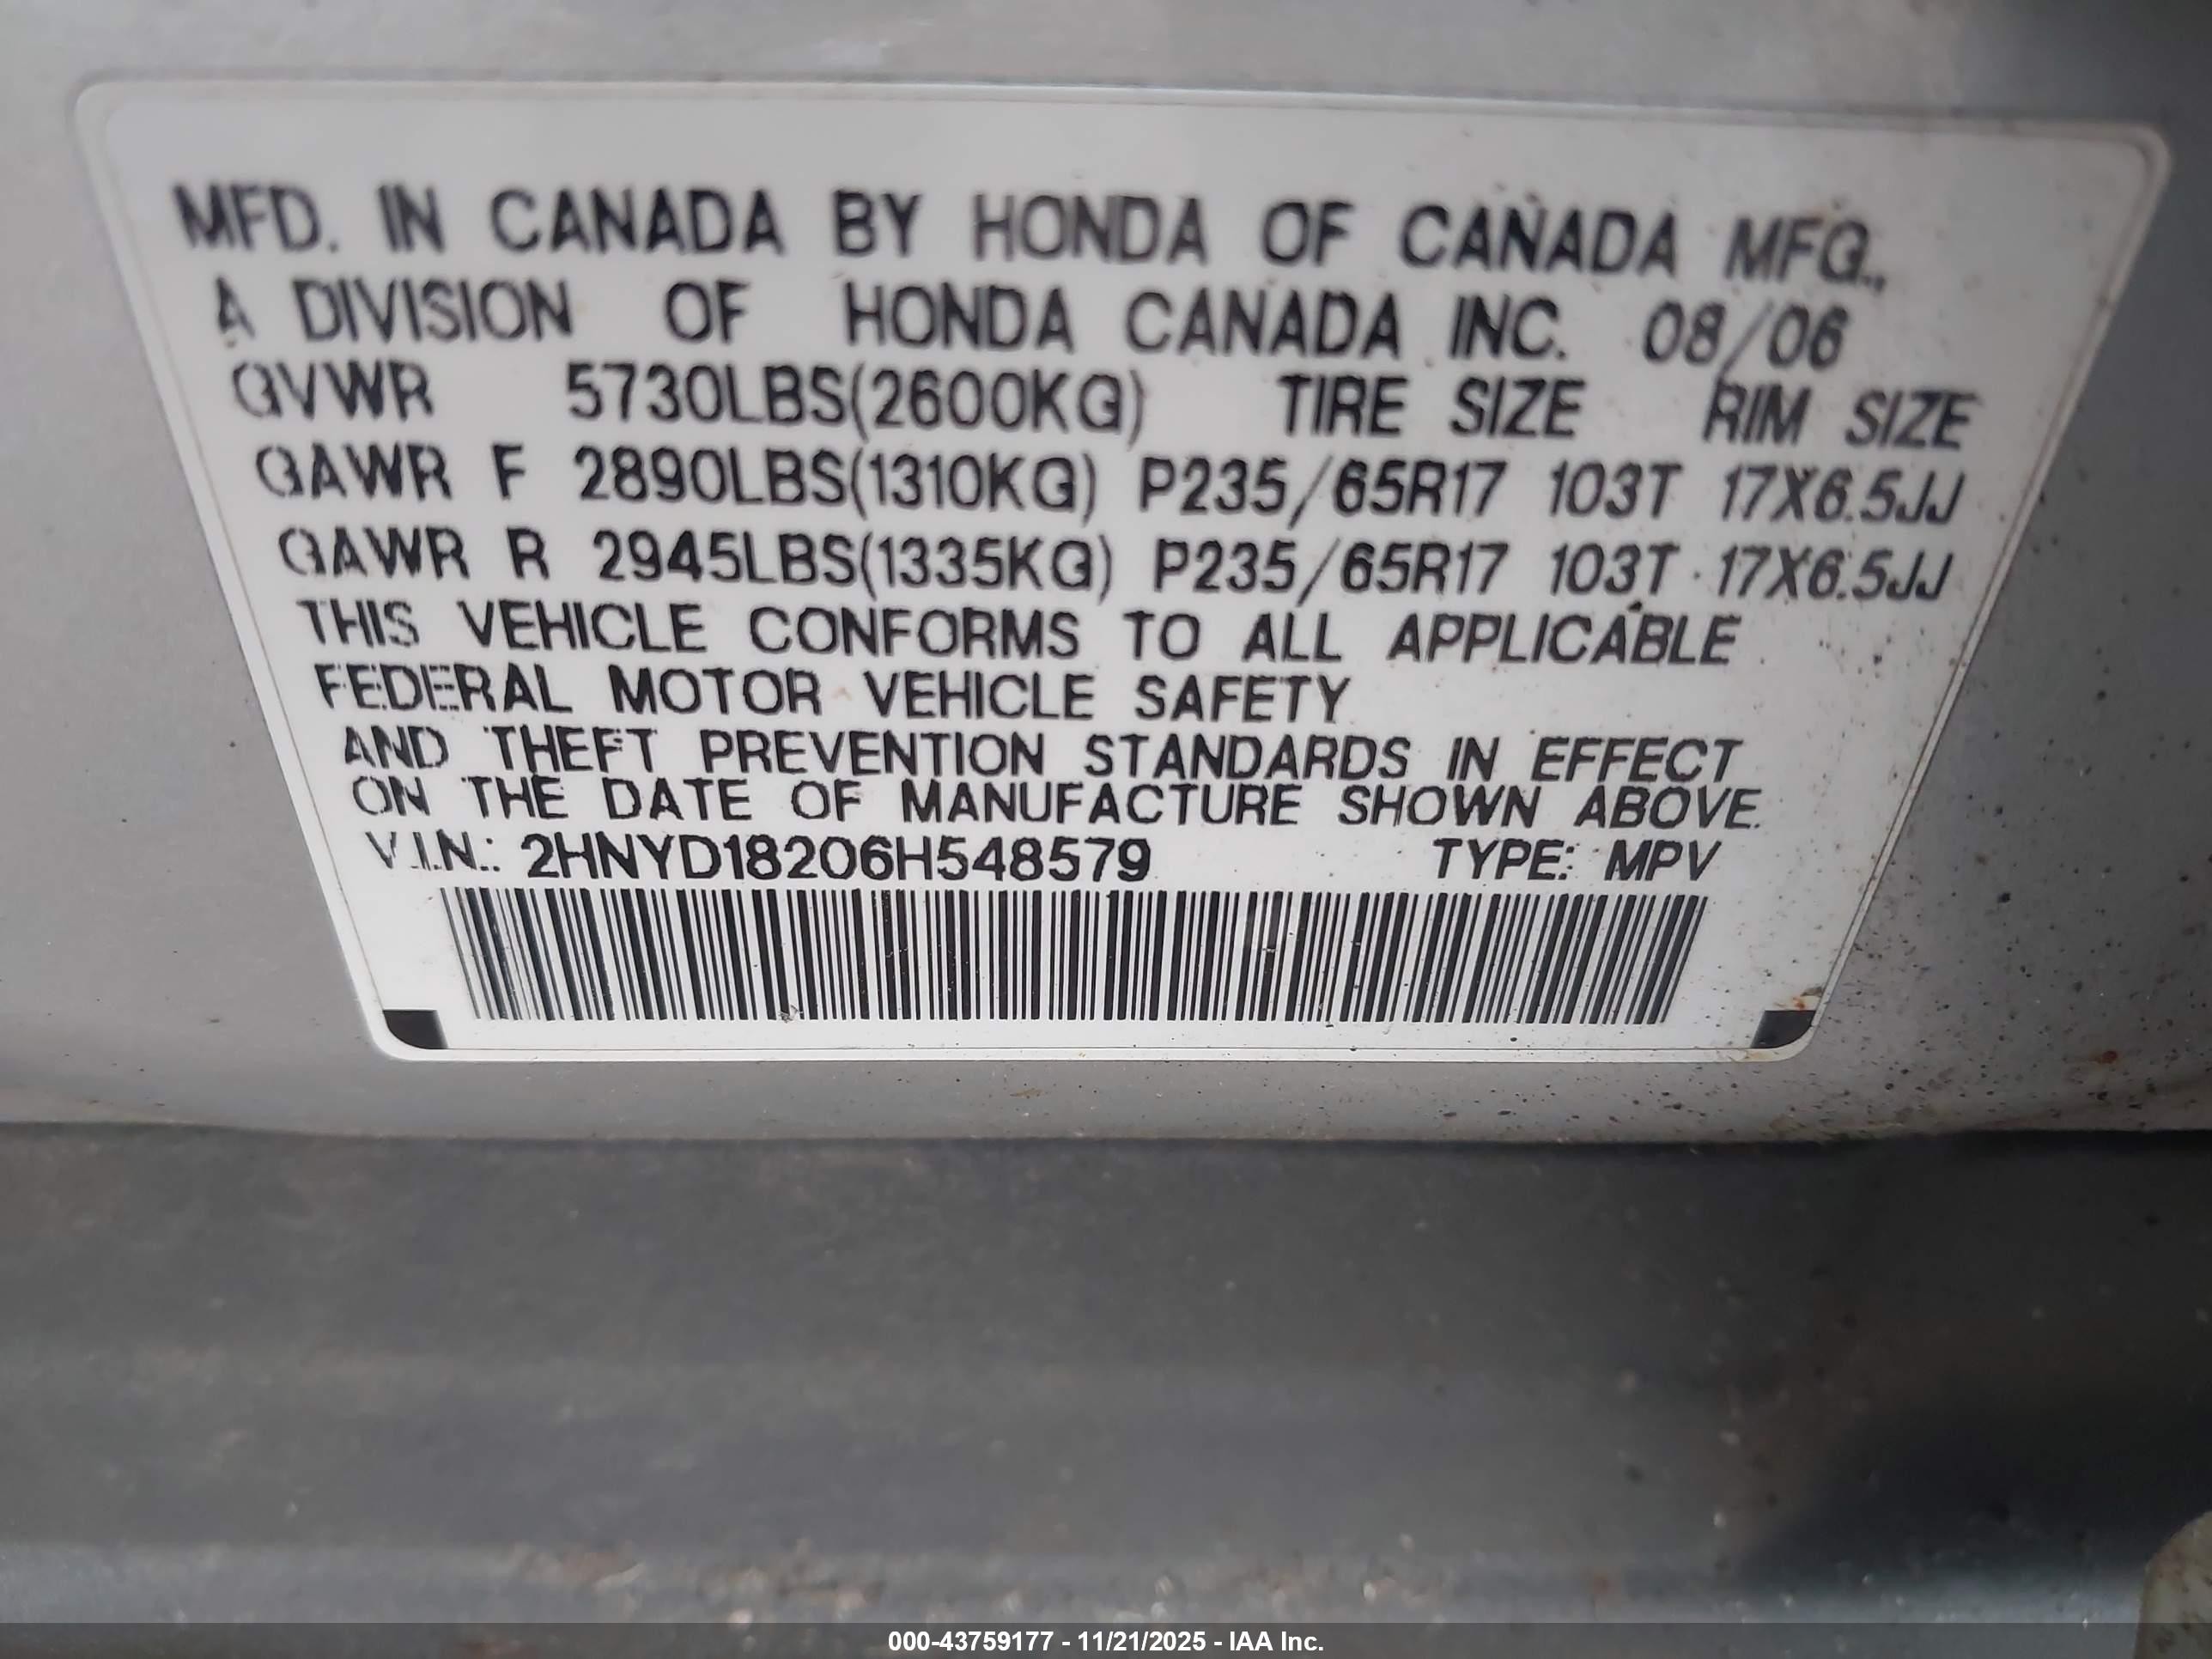 MFD. IN CANADA BY HONDA OF CANADA MFG.,
A DIVISION OF HONDA CANADA INC. 08/06
GVWR 5730LBS(2600KG) TIRE SIZE RIM SIZE
GAWR F 2890LBS(1310KG) P235/65R17 103T 17X6.5JJ
GAWR R 2945LBS(1335KG) P235/65R17 103T 17X6.5JJ
THIS VEHICLE CONFORMS TO ALL APPLICABLE
FEDERAL MOTOR VEHICLE SAFETY
AND THEFT PREVENTION STANDARDS IN EFFECT
ON THE DATE OF MANUFACTURE SHOWN ABOVE.
V.I.N.: 2HNYD18206H548579 TYPE: MPV
000-43759177 - 11/21/2025 - IAA Inc.